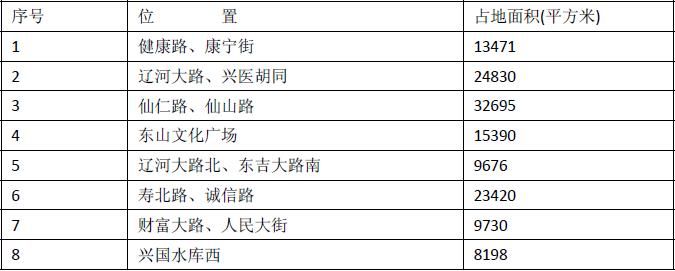 序号 位 置 占地面积(平方米)
1 健康路、康宁街 13471
2 辽河大路、兴医胡同 24830
3 仙仁路、仙山路 32695
4 东山文化广场 15390
5 辽河大路北、东吉大路南 9676
6 寿北路、诚信路 23420
7 财富大路、人民大街 9730
8 兴国水库西 8198